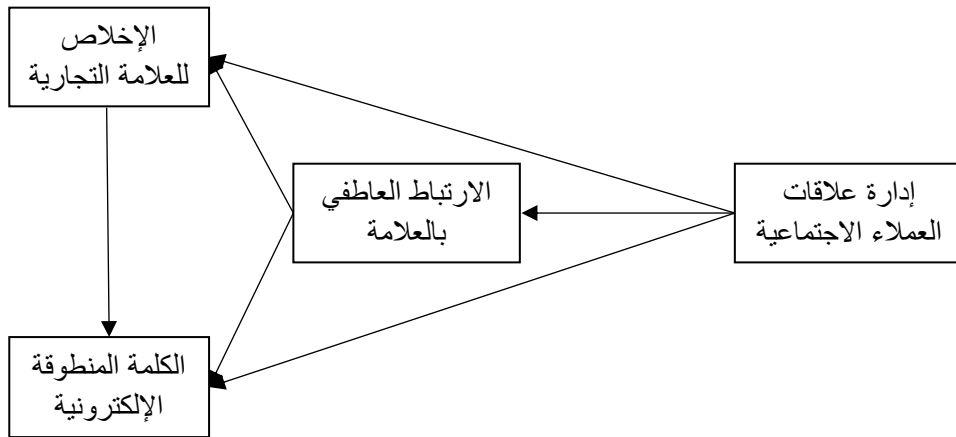 الإخلاص
للعلامة التجارية
الارتباط العاطفي
بالعلامة
إدارة علاقات
العملاء الاجتماعية
الكلمة المنطوقة
الإلكترونية